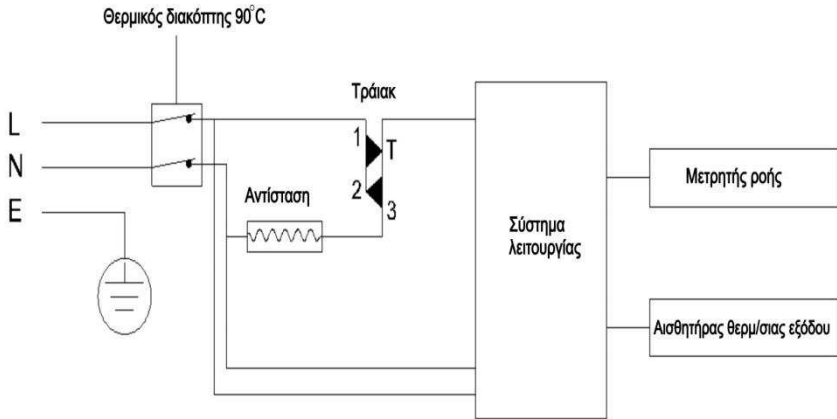 Θερμικός διακόπτης 90°C
Τράιακ
L
1
T
N
Μετρητής ροής
2
Αντίσταση
E
3
Σύστημα
λειτουργίας
Αισθητήρας θερμ/σιας εξόδου